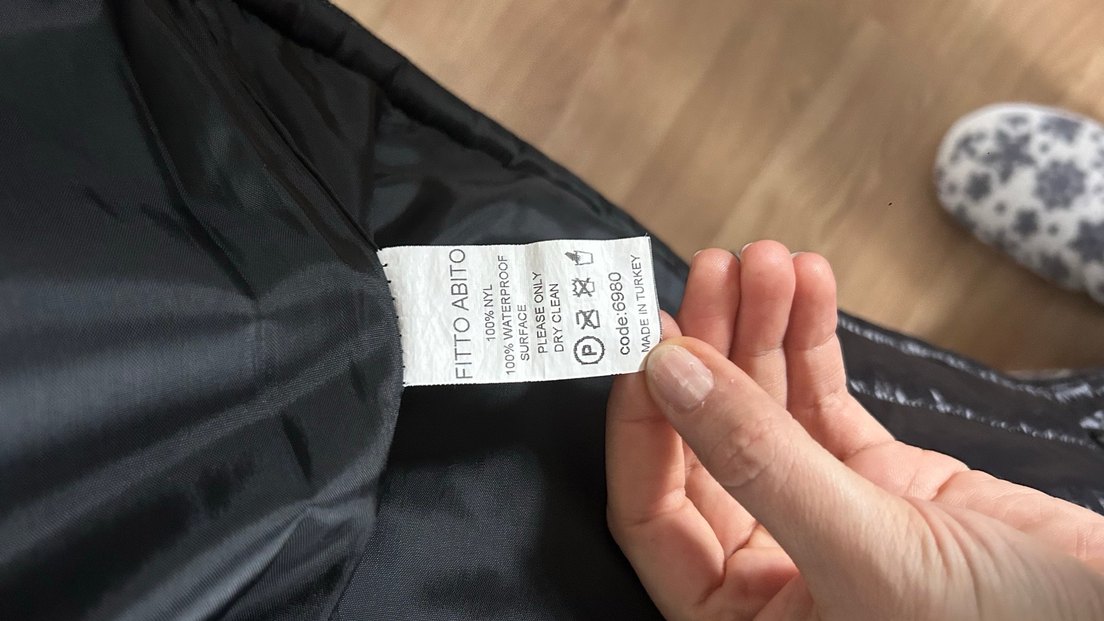 FITTO ABITO
100% NYL
100% WATERPROOF
SURFACE
PLEASE ONLY
DRY CLEAN
P
code:6980
MADE IN TURKEY